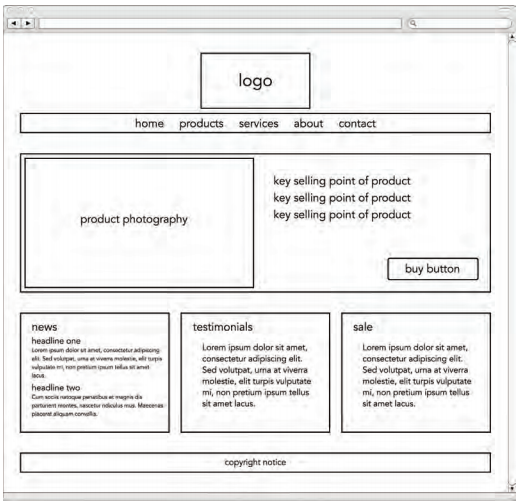 logo
home products services about contact
product photography
key selling point of product
key selling point of product
key selling point of product
buy button
news
headline one
Lorem ipsum dolor sit amet, consectetur adipiscing
elit. Sed volutpat, urna at viverra molestie, elit turpis
vulputate mi, non pretium ipsum tellus sit amet
lacus.
headline two
Cum sociis natoque penatibus et magnis dis
parturient montes, nascetur ridiculus mus. Maecenas
placerat aliquam convallis.
testimonials
Lorem ipsum dolor sit amet,
consectetur adipiscing elit.
Sed volutpat, urna at viverra
molestie, elit turpis vulputate
mi, non pretium ipsum tellus
sit amet lacus.
sale
Lorem ipsum dolor sit amet,
consectetur adipiscing elit.
Sed volutpat, urna at viverra
molestie, elit turpis vulputate
mi, non pretium ipsum tellus
sit amet lacus.
copyright notice